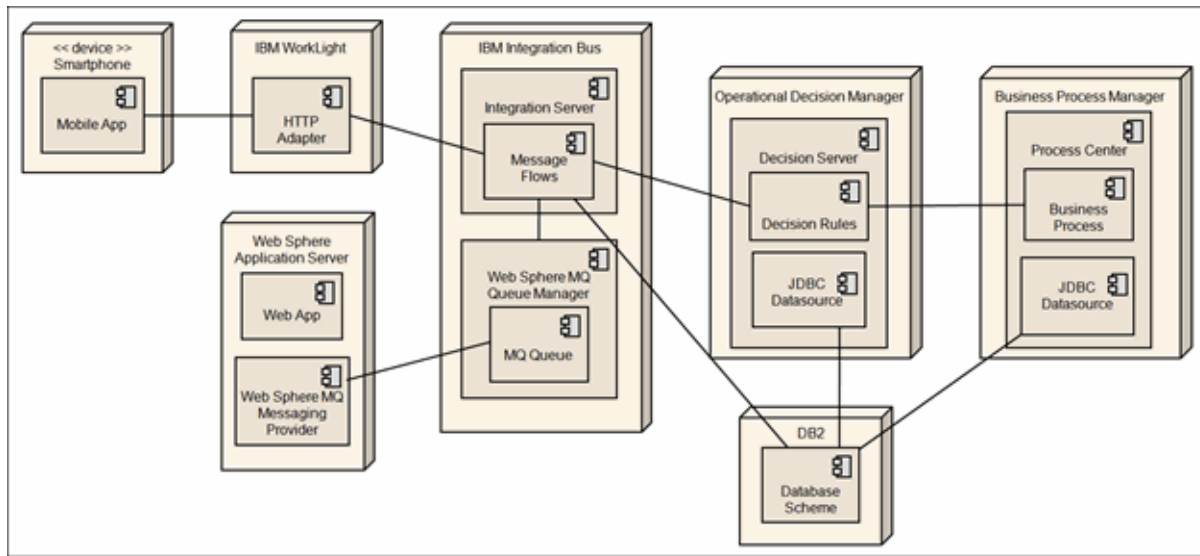 << device >>
Smartphone
Mobile App
IBM WorkLight
HTTP
Adapter
IBM Integration Bus
Integration Server
Message
Flows
Web Sphere MQ
Queue Manager
MQ Queue
Web Sphere
Application Server
Web App
Web Sphere MQ
Messaging
Provider
Operational Decision Manager
Decision Server
Decision Rules
JDBC
Datasource
Business Process Manager
Process Center
Business
Process
JDBC
Datasource
DB2
Database
Scheme